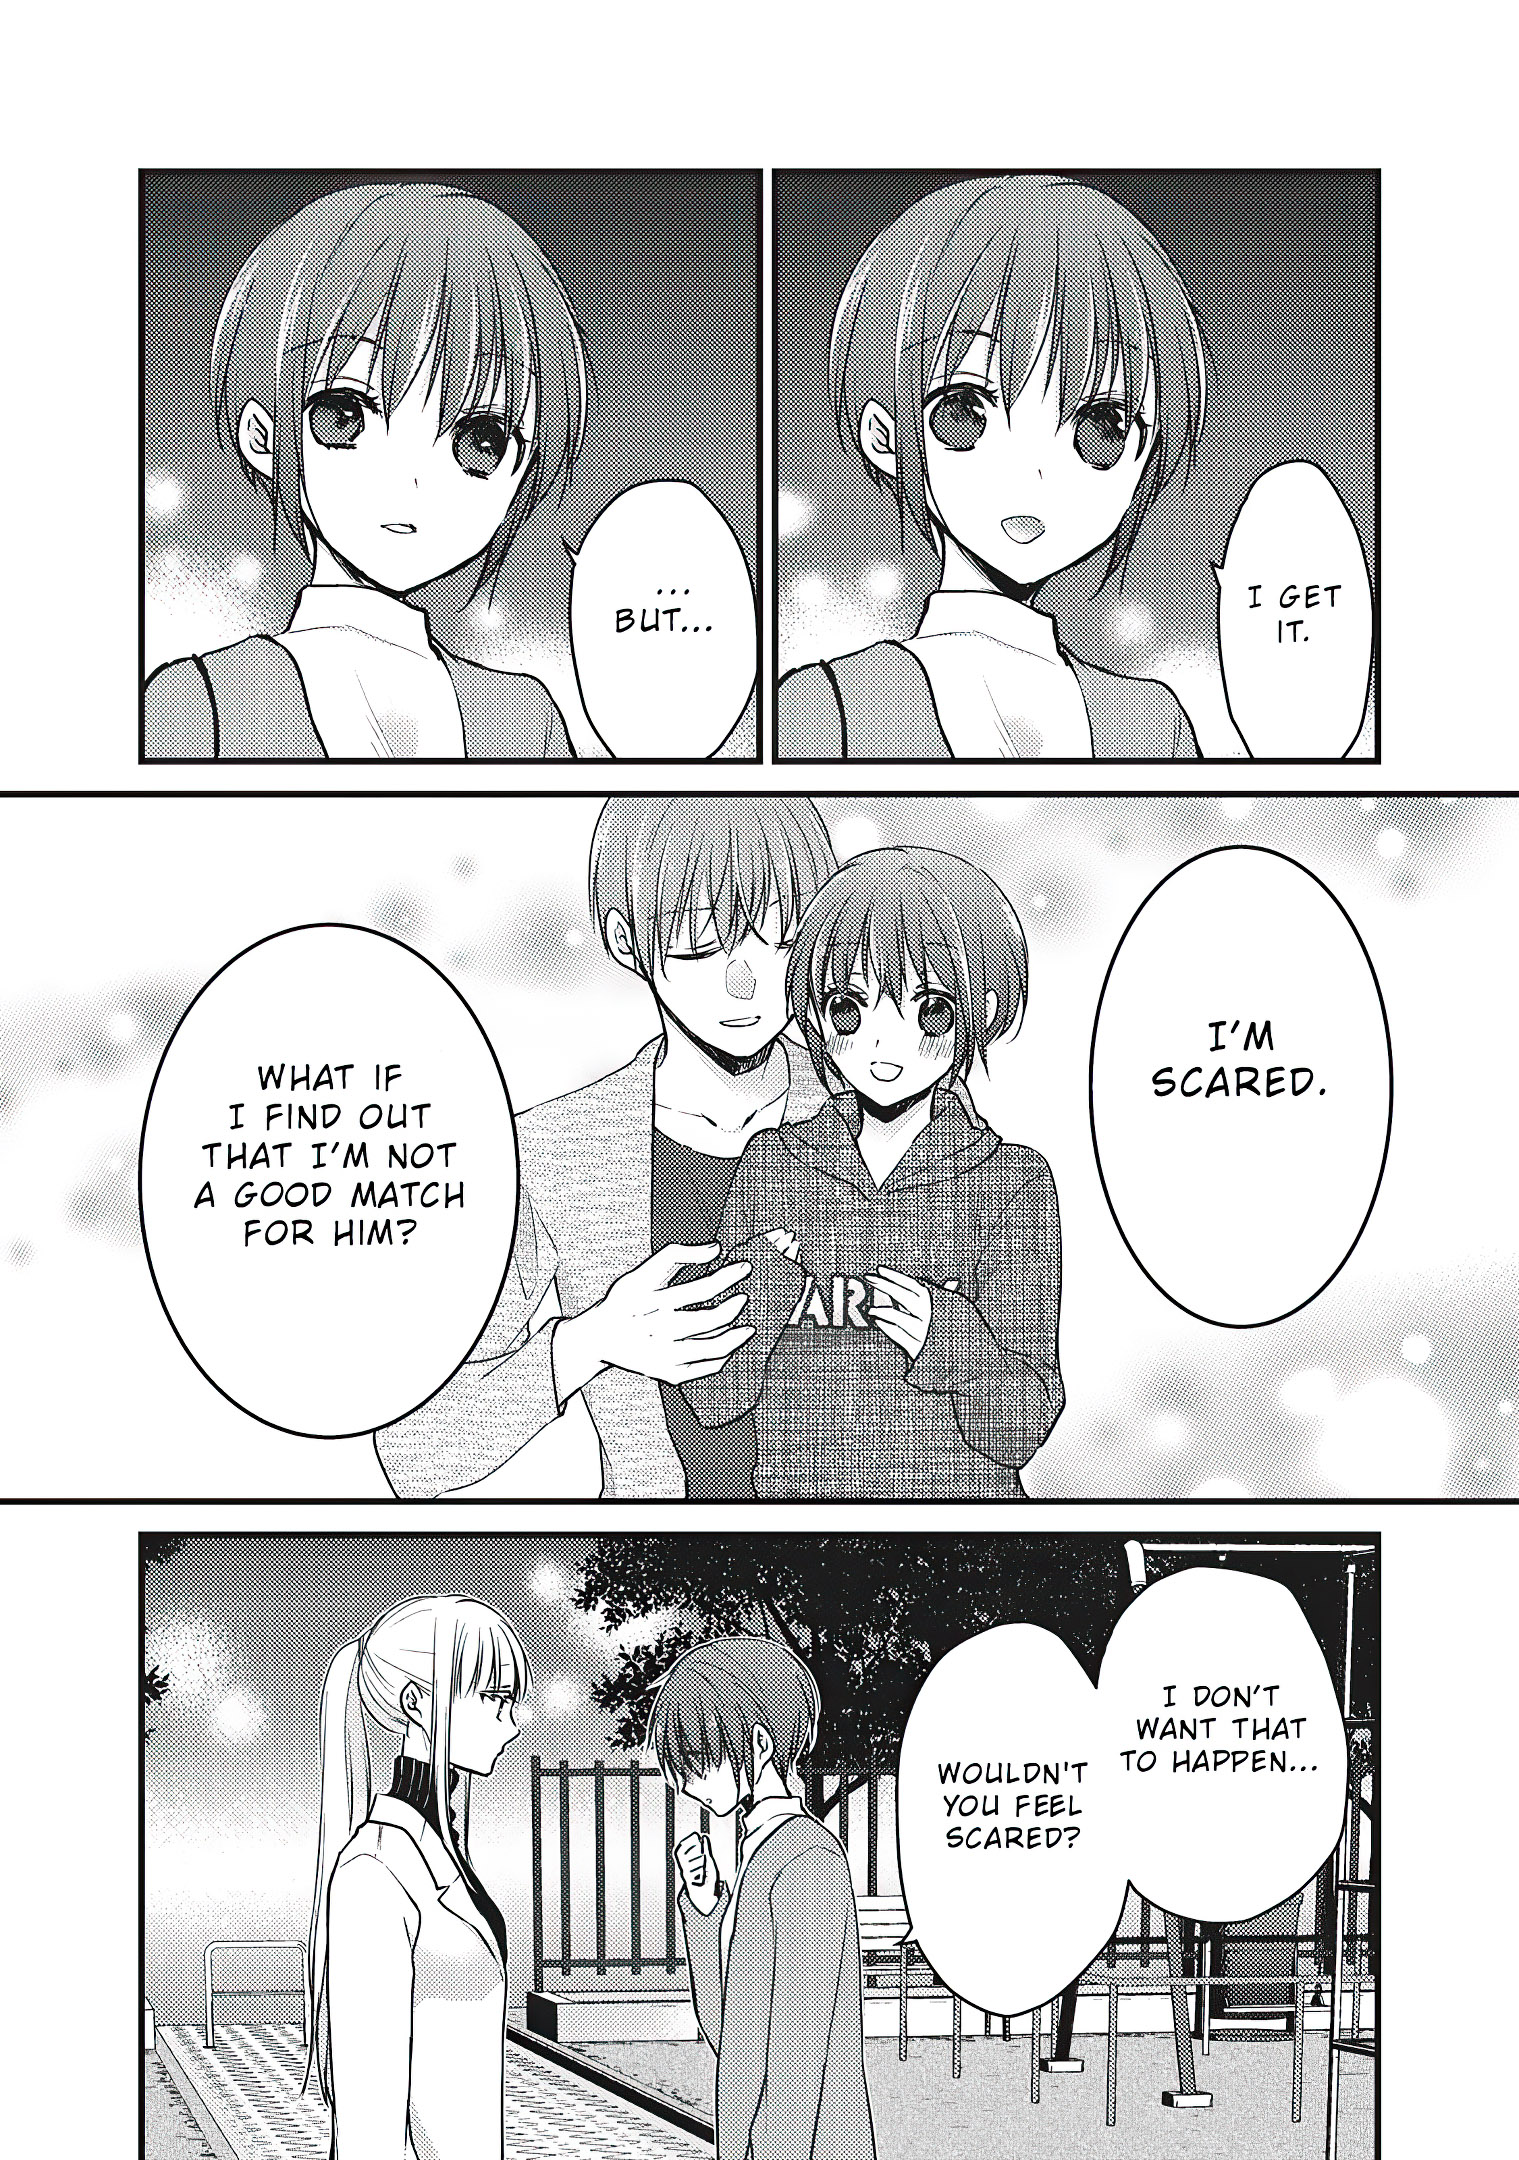 I GET
IT.
...
BUT...
I'M
SCARED.
WHAT IF
I FIND OUT
THAT I'M NOT
A GOOD MATCH
FOR HIM?
I DON'T
WANT THAT
TO HAPPEN...
WOULDN'T
YOU FEEL
SCARED?